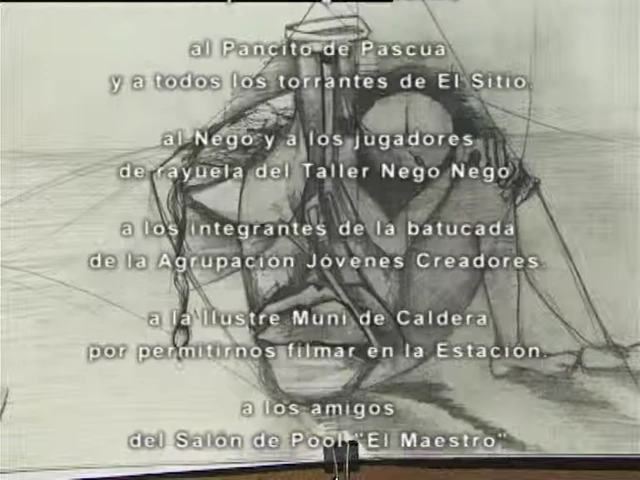 al Pancito de Pascua
y a todos los torrantes de El Sitio.
al Nego y a los jugadores
de rayuela del Taller Nego Nego
a los integrantes de la batucada
de la Agrupación Jóvenes Creadores.
a la Ilustre Muni de Caldera
por permitirnos filmar en la Estación.
a los amigos
del Salón de Pool "El Maestro"